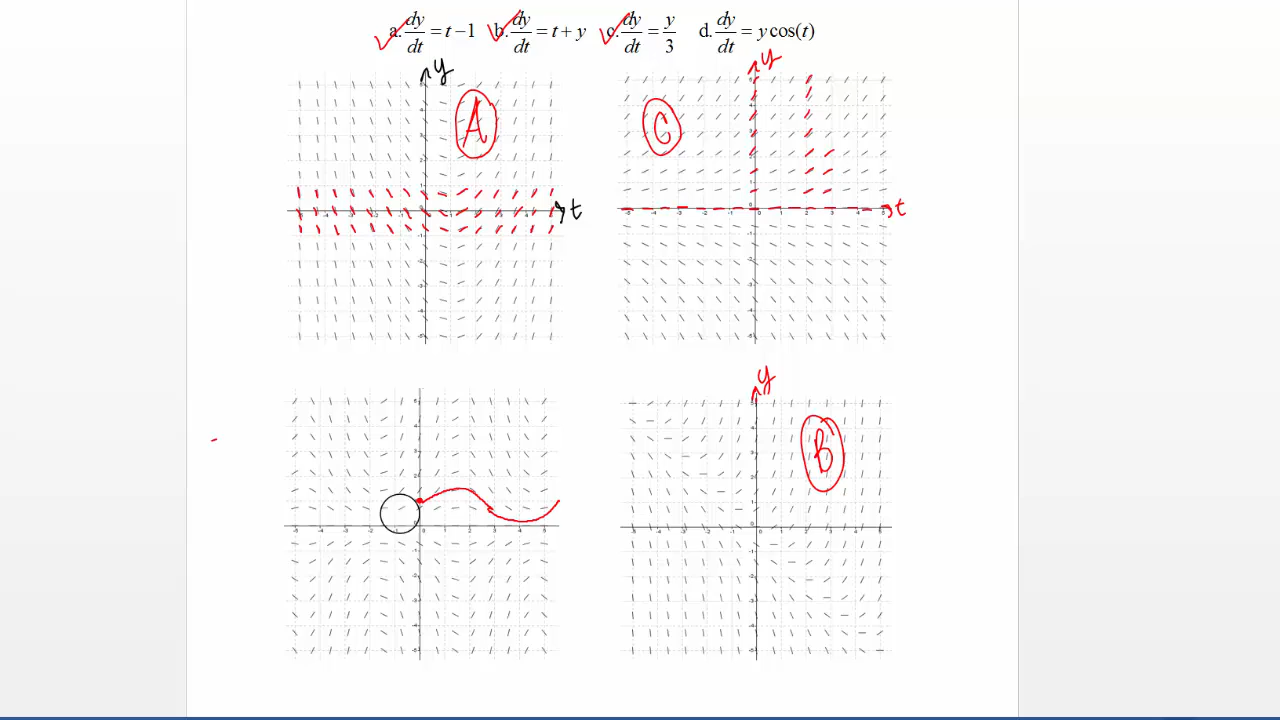 a. dy/dt = t − 1 b. dy/dt = t + y c. dy/dt = y/3 d. dy/dt = y cos(t)
y
y
A
C
t
t
y
B